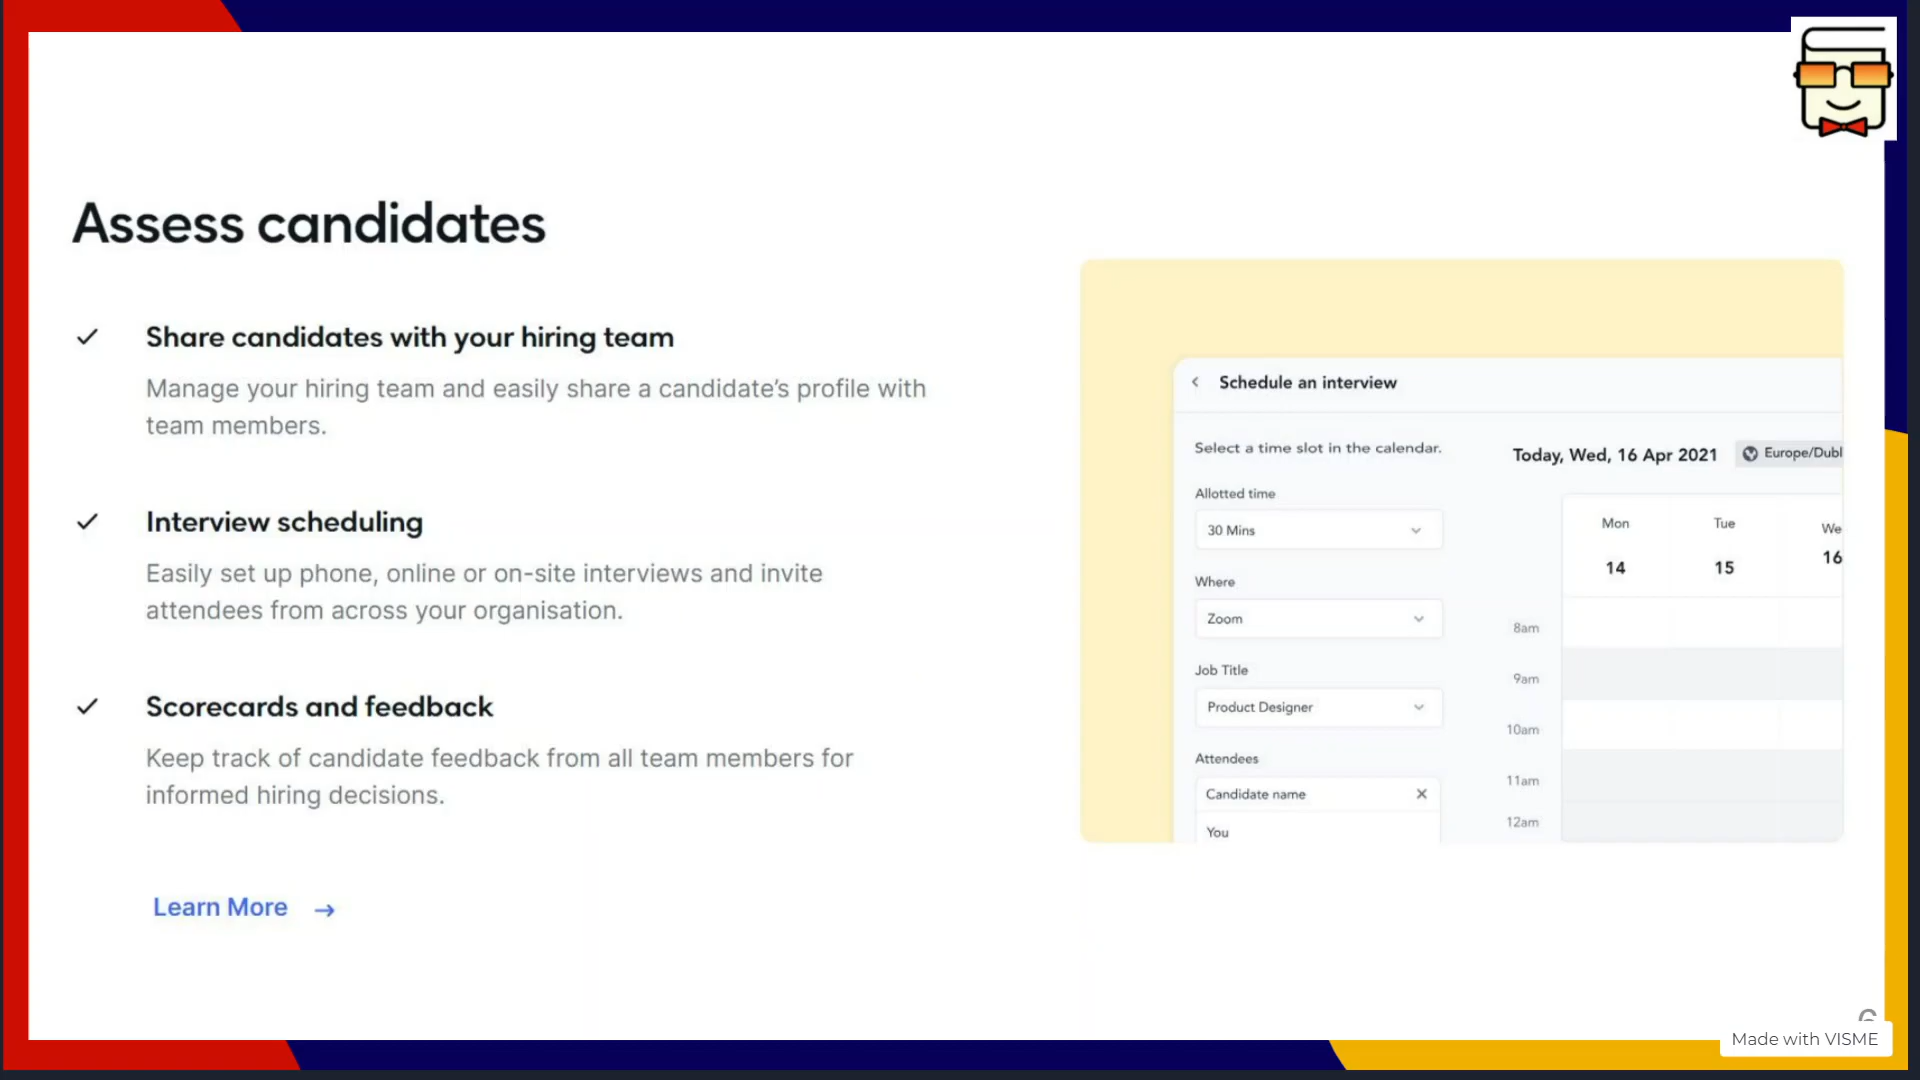 Assess candidates
Share candidates with your hiring team
Manage your hiring team and easily share a candidate’s profile with
team members.
Interview scheduling
Easily set up phone, online or on-site interviews and invite
attendees from across your organisation.
Scorecards and feedback
Keep track of candidate feedback from all team members for
informed hiring decisions.
Learn More →
Schedule an interview
Select a time slot in the calendar.
Today, Wed, 16 Apr 2021
Europe/Dubl
Allotted time
30 Mins
Where
Zoom
Job Title
Product Designer
Attendees
Candidate name
You
Mon
Tue
We
14
15
16
8am
9am
10am
11am
12am
Made with VISME